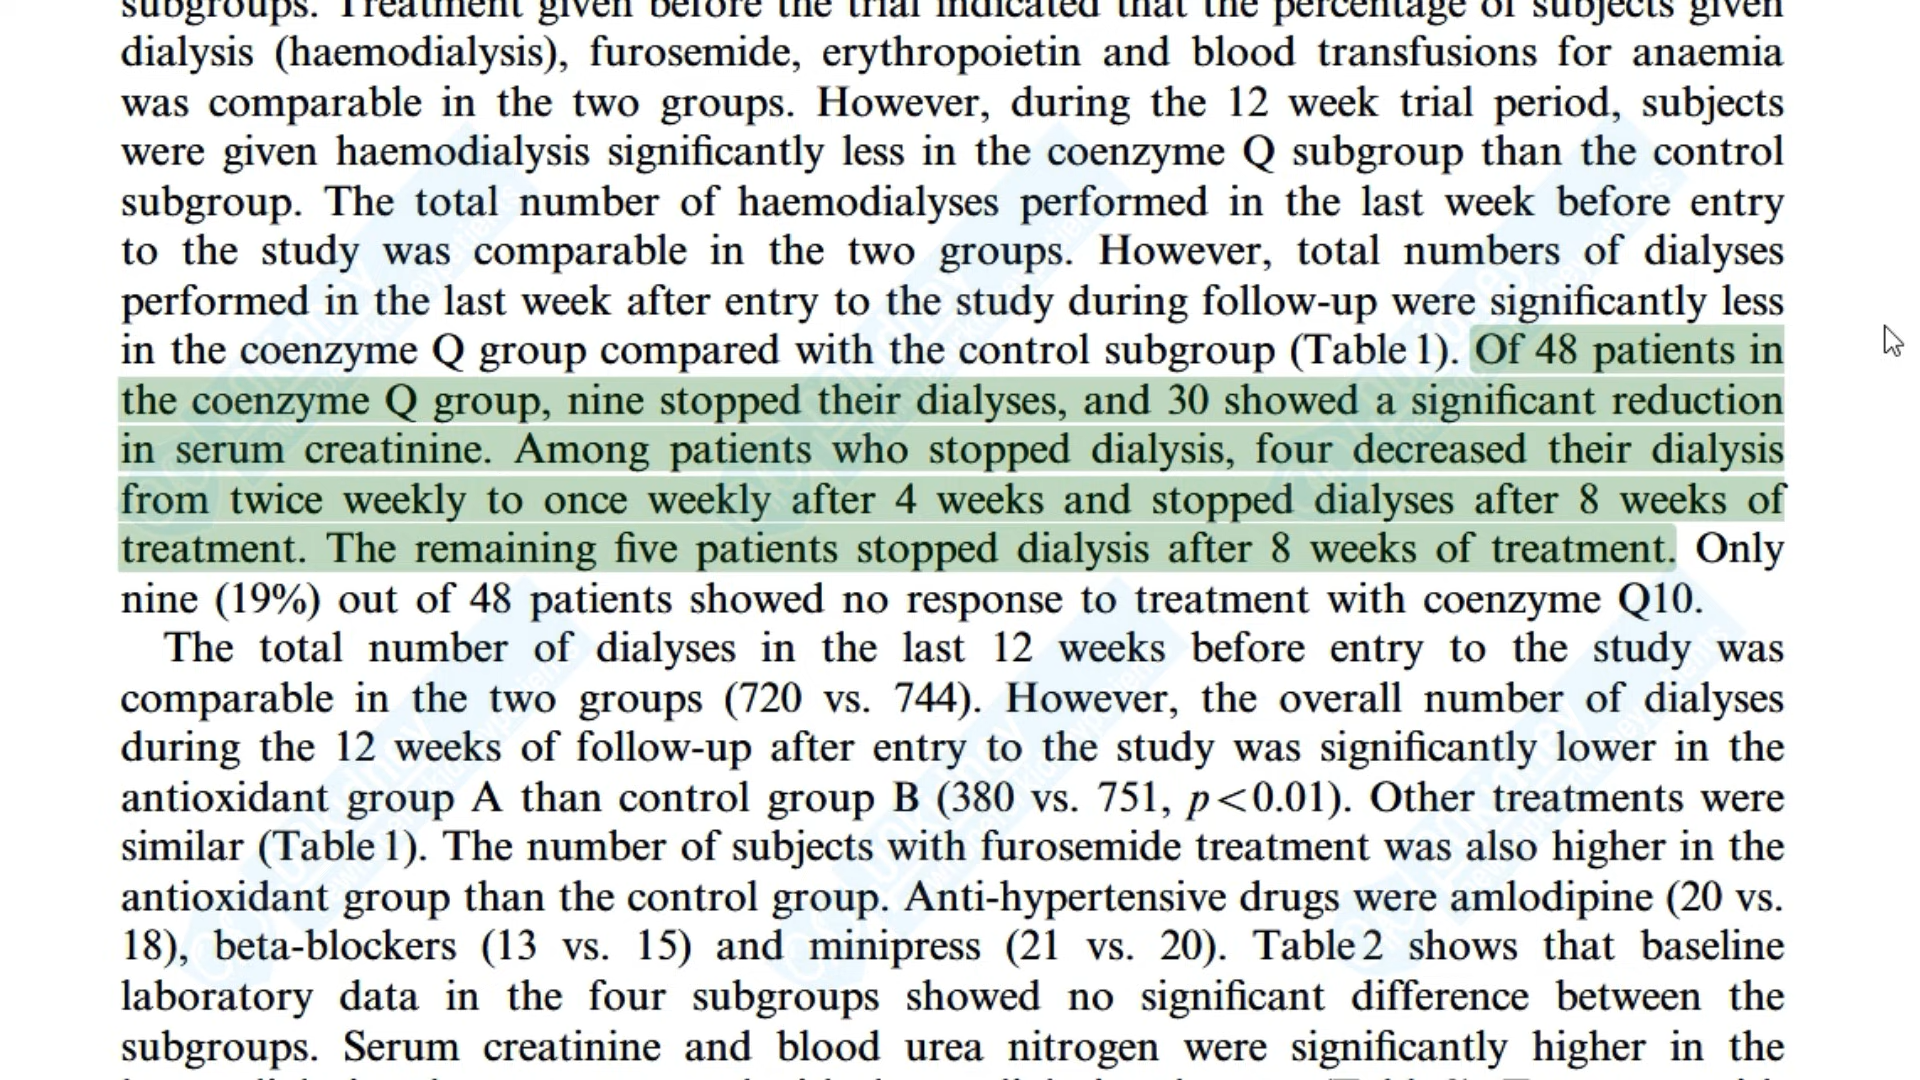 subgroups. Treatment given before the trial indicated that the percentage of subjects given
dialysis (haemodialysis), furosemide, erythropoietin and blood transfusions for anaemia
was comparable in the two groups. However, during the 12 week trial period, subjects
were given haemodialysis significantly less in the coenzyme Q subgroup than the control
subgroup. The total number of haemodialyses performed in the last week before entry
to the study was comparable in the two groups. However, total numbers of dialyses
performed in the last week after entry to the study during follow-up were significantly less
in the coenzyme Q group compared with the control subgroup (Table 1). Of 48 patients in
the coenzyme Q group, nine stopped their dialyses, and 30 showed a significant reduction
in serum creatinine. Among patients who stopped dialysis, four decreased their dialysis
from twice weekly to once weekly after 4 weeks and stopped dialyses after 8 weeks of
treatment. The remaining five patients stopped dialysis after 8 weeks of treatment. Only
nine (19%) out of 48 patients showed no response to treatment with coenzyme Q10.
The total number of dialyses in the last 12 weeks before entry to the study was
comparable in the two groups (720 vs. 744). However, the overall number of dialyses
during the 12 weeks of follow-up after entry to the study was significantly lower in the
antioxidant group A than control group B (380 vs. 751, p<0.01). Other treatments were
similar (Table 1). The number of subjects with furosemide treatment was also higher in the
antioxidant group than the control group. Anti-hypertensive drugs were amlodipine (20 vs.
18), beta-blockers (13 vs. 15) and minipress (21 vs. 20). Table 2 shows that baseline
laboratory data in the four subgroups showed no significant difference between the
subgroups. Serum creatinine and blood urea nitrogen were significantly higher in the